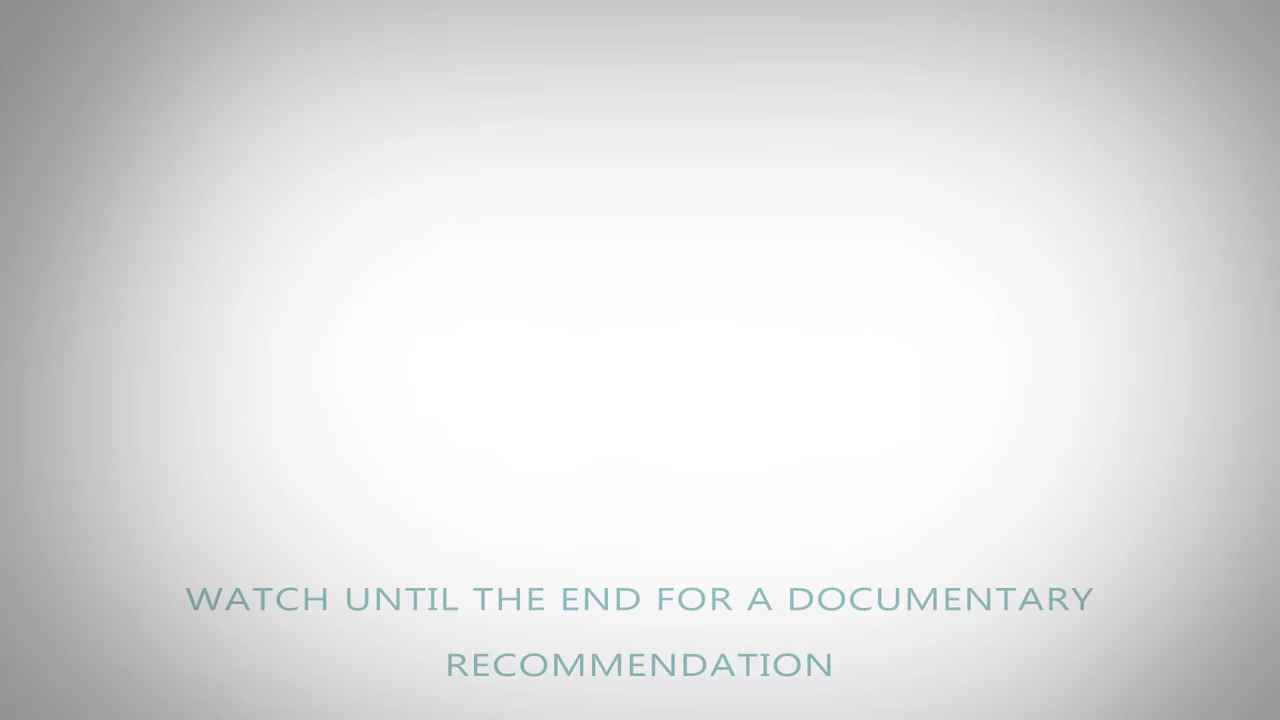 WATCH UNTIL THE END FOR A DOCUMENTARY
RECOMMENDATION